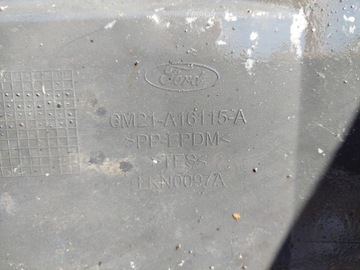 Ford
6M21-A16115-A
>PP+EPDM<
TES<
EKN0097A